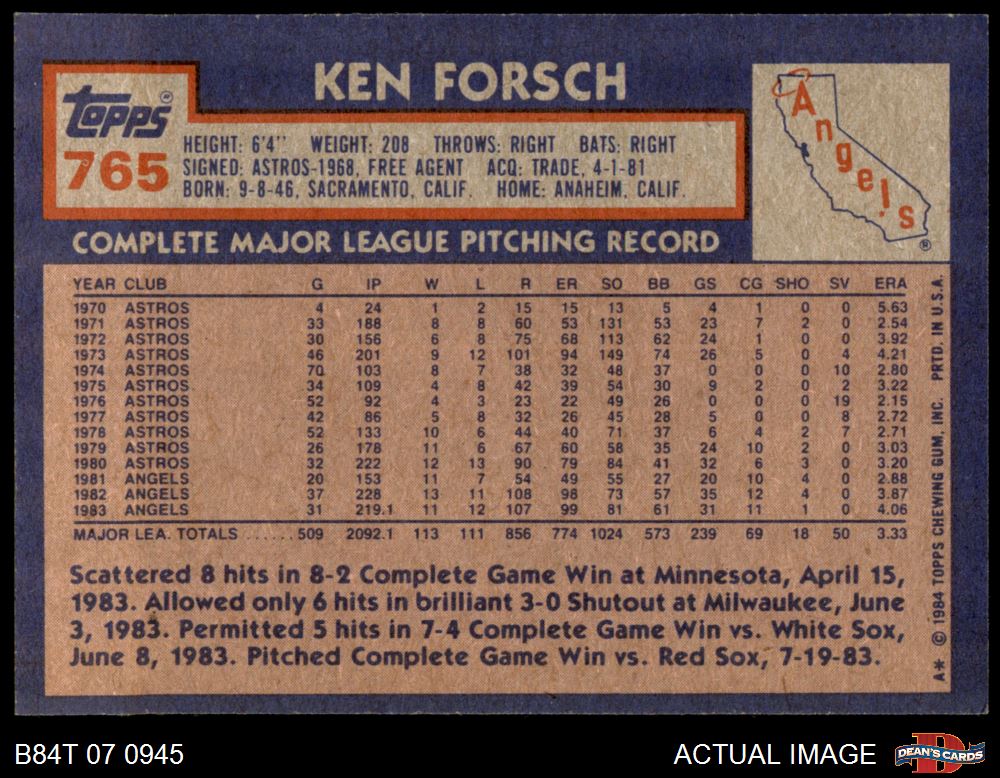 KEN FORSCH
Topps®
765
HEIGHT: 6'4" WEIGHT: 208 THROWS: RIGHT BATS: RIGHT
SIGNED: ASTROS-1968, FREE AGENT ACQ: TRADE, 4-1-81
BORN: 9-8-46, SACRAMENTO, CALIF. HOME: ANAHEIM, CALIF.
Angels
®
COMPLETE MAJOR LEAGUE PITCHING RECORD
YEAR CLUB G IP W L R ER SO BB GS CG SHO SV ERA
1970 ASTROS 4 24 1 2 15 15 13 5 4 1 0 0 5.63
1971 ASTROS 33 188 8 8 60 53 131 53 23 7 2 0 2.54
1972 ASTROS 30 156 6 8 75 68 113 62 24 1 0 0 3.92
1973 ASTROS 46 201 9 12 101 94 149 74 26 5 0 4 4.21
1974 ASTROS 70 103 8 7 38 32 48 37 0 0 0 10 2.80
1975 ASTROS 34 109 4 8 42 39 54 30 9 2 0 2 3.22
1976 ASTROS 52 92 4 3 23 22 49 26 0 0 0 19 2.15
1977 ASTROS 42 86 5 8 32 26 45 28 5 0 0 8 2.72
1978 ASTROS 52 133 10 6 44 40 71 37 6 4 2 7 2.71
1979 ASTROS 26 178 11 6 67 60 58 35 24 10 2 0 3.03
1980 ASTROS 32 222 12 13 90 79 84 41 32 6 3 0 3.20
1981 ANGELS 20 153 11 7 54 49 55 27 20 10 4 0 2.88
1982 ANGELS 37 228 13 11 108 98 73 57 35 12 4 0 3.87
1983 ANGELS 31 219.1 11 12 107 99 81 61 31 11 1 0 4.06
MAJOR LEA. TOTALS ...... 509 2092.1 113 111 856 774 1024 573 239 69 18 50 3.33
Scattered 8 hits in 8-2 Complete Game Win at Minnesota, April 15,
1983. Allowed only 6 hits in brilliant 3-0 Shutout at Milwaukee, June
3, 1983. Permitted 5 hits in 7-4 Complete Game Win vs. White Sox,
June 8, 1983. Pitched Complete Game Win vs. Red Sox, 7-19-83.
A* © 1984 TOPPS CHEWING GUM, INC. PRTD. IN U.S.A.
B84T 07 0945
ACTUAL IMAGE
DEAN'S CARDS